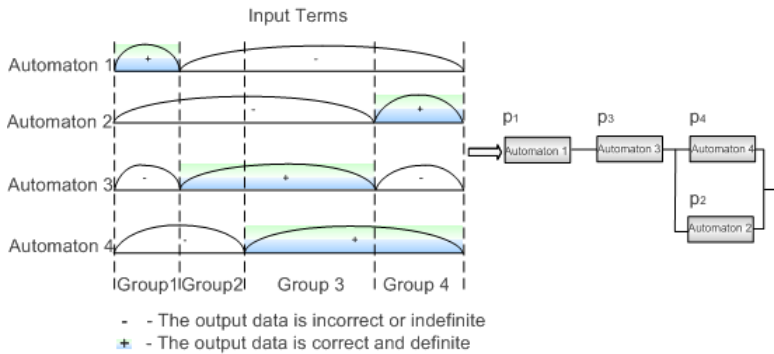 Input Terms
Automaton 1
+
-
Automaton 2
-
+
Automaton 3
-
+
-
Automaton 4
-
+
Group1
Group2
Group 3
Group 4
p1
Automaton 1
p3
Automaton 3
p4
Automaton 4
p2
Automaton 2
- - The output data is incorrect or indefinite
+ - The output data is correct and definite